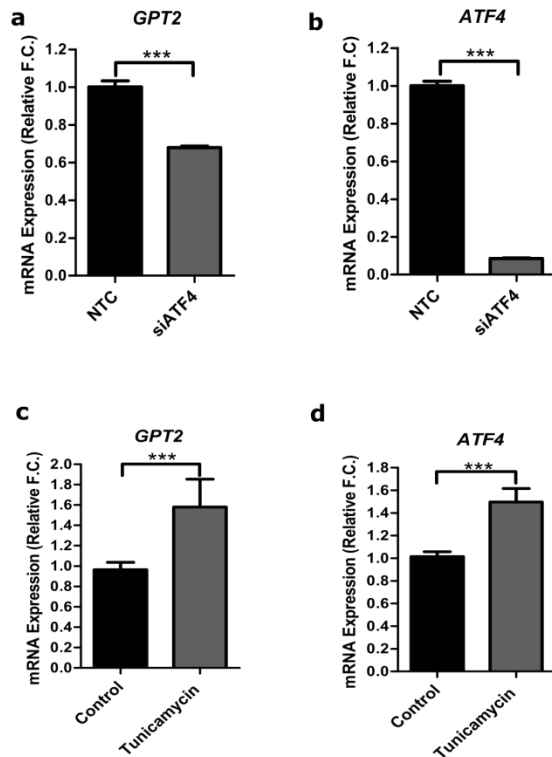 a
GPT2
mRNA Expression (Relative F.C.)
1.2
1.0
0.8
0.6
0.4
0.2
0.0
***
NTC
siATF4
b
ATF4
mRNA Expression (Relative F.C.)
1.2
1.0
0.8
0.6
0.4
0.2
0.0
***
NTC
siATF4
c
GPT2
mRNA Expression (Relative F.C.)
2.0
1.8
1.6
1.4
1.2
1.0
0.8
0.6
0.4
0.2
0.0
***
Control
Tunicamycin
d
ATF4
mRNA Expression (Relative F.C.)
1.8
1.6
1.4
1.2
1.0
0.8
0.6
0.4
0.2
0.0
***
Control
Tunicamycin